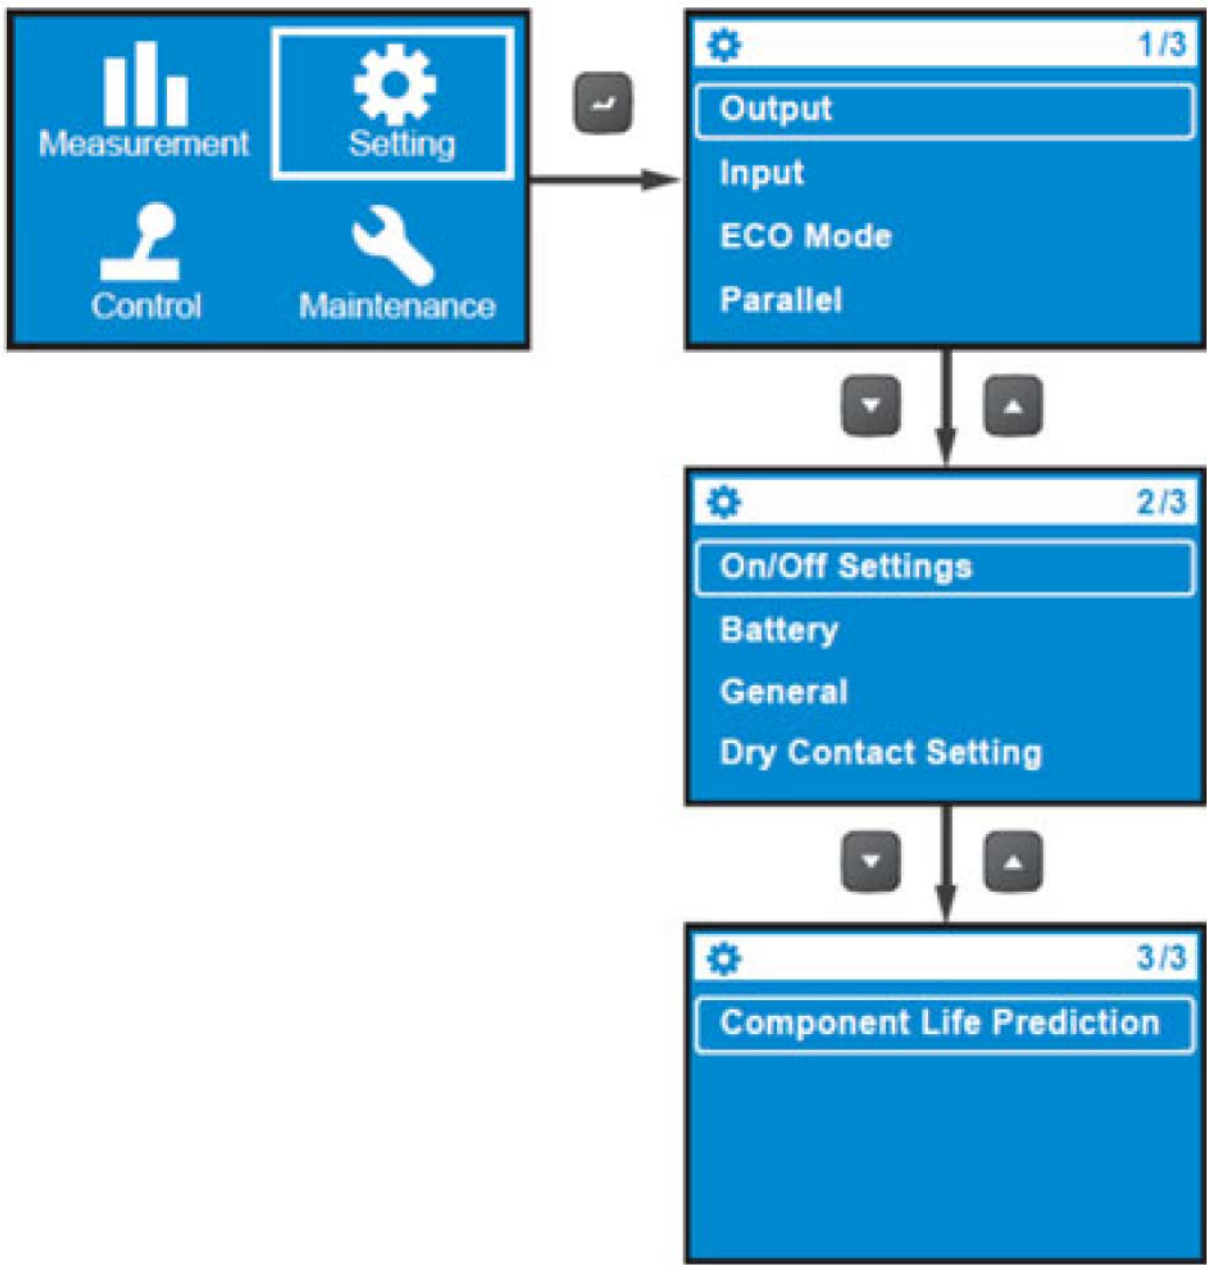 Measurement
Setting
Control
Maintenance
1/3
Output
Input
ECO Mode
Parallel
2/3
On/Off Settings
Battery
General
Dry Contact Setting
3/3
Component Life Prediction